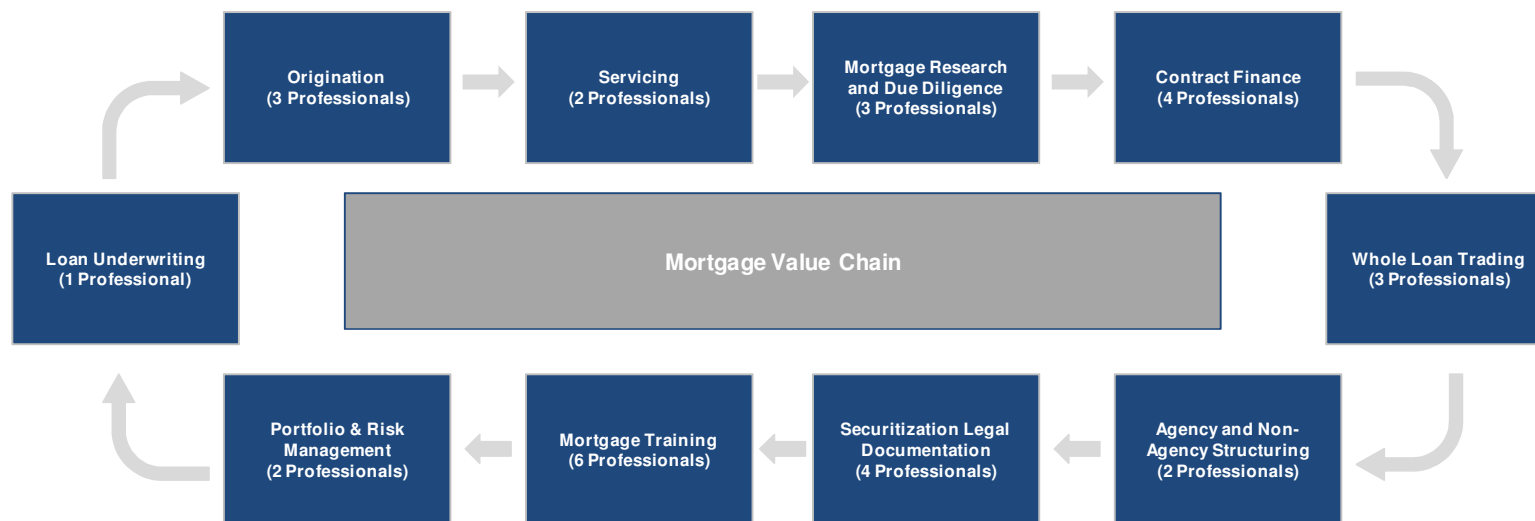 Origination
(3 Professionals)
Servicing
(2 Professionals)
Mortgage Research
and Due Diligence
(3 Professionals)
Contract Finance
(4 Professionals)
Loan Underwriting
(1 Professional)
Mortgage Value Chain
Whole Loan Trading
(3 Professionals)
Portfolio & Risk
Management
(2 Professionals)
Mortgage Training
(6 Professionals)
Securitization Legal
Documentation
(4 Professionals)
Agency and Non-
Agency Structuring
(2 Professionals)